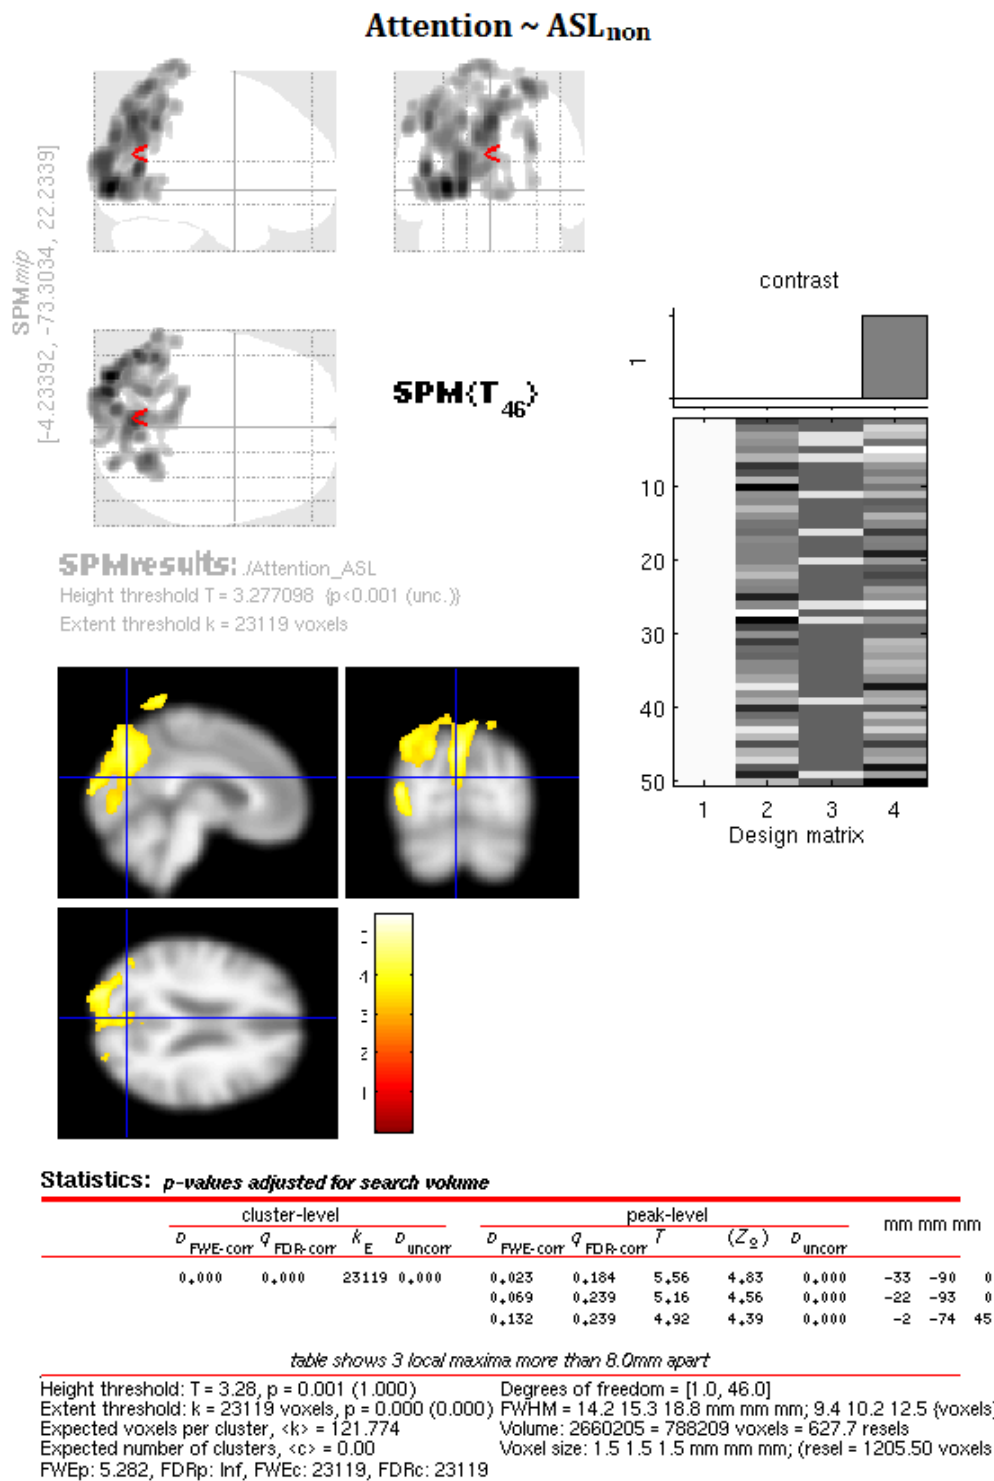 Attention ~ ASLnon
SPMmip
[-4.23392, -73.3034, 22.2339]
<
<
<
SPM{T46}
contrast
1
10
20
30
40
50
1 2 3 4
Design matrix
SPMresults: ./Attention_ASL
Height threshold T = 3.277098 {p<0.001 (unc.)}
Extent threshold k = 23119 voxels
4
2
1
Statistics: p-values adjusted for search volume
cluster-level peak-level mm mm mm
p FWE-corr q FDR-corr k E p uncorr p FWE-corr q FDR-corr T (Z≡) p uncorr
0.000 0.000 23119 0.000 0.023 0.184 5.56 4.83 0.000 -33 -90 0
0.069 0.239 5.16 4.56 0.000 -22 -93 0
0.132 0.239 4.92 4.39 0.000 -2 -74 45
table shows 3 local maxima more than 8.0mm apart
Height threshold: T = 3.28, p = 0.001 (1.000) Degrees of freedom = [1.0, 46.0]
Extent threshold: k = 23119 voxels, p = 0.000 (0.000) FWHM = 14.2 15.3 18.8 mm mm mm; 9.4 10.2 12.5 {voxels}
Expected voxels per cluster, <k> = 121.774 Volume: 2660205 = 788209 voxels = 627.7 resels
Expected number of clusters, <c> = 0.00 Voxel size: 1.5 1.5 1.5 mm mm mm; (resel = 1205.50 voxels
FWEp: 5.282, FDRp: Inf, FWEc: 23119, FDRc: 23119